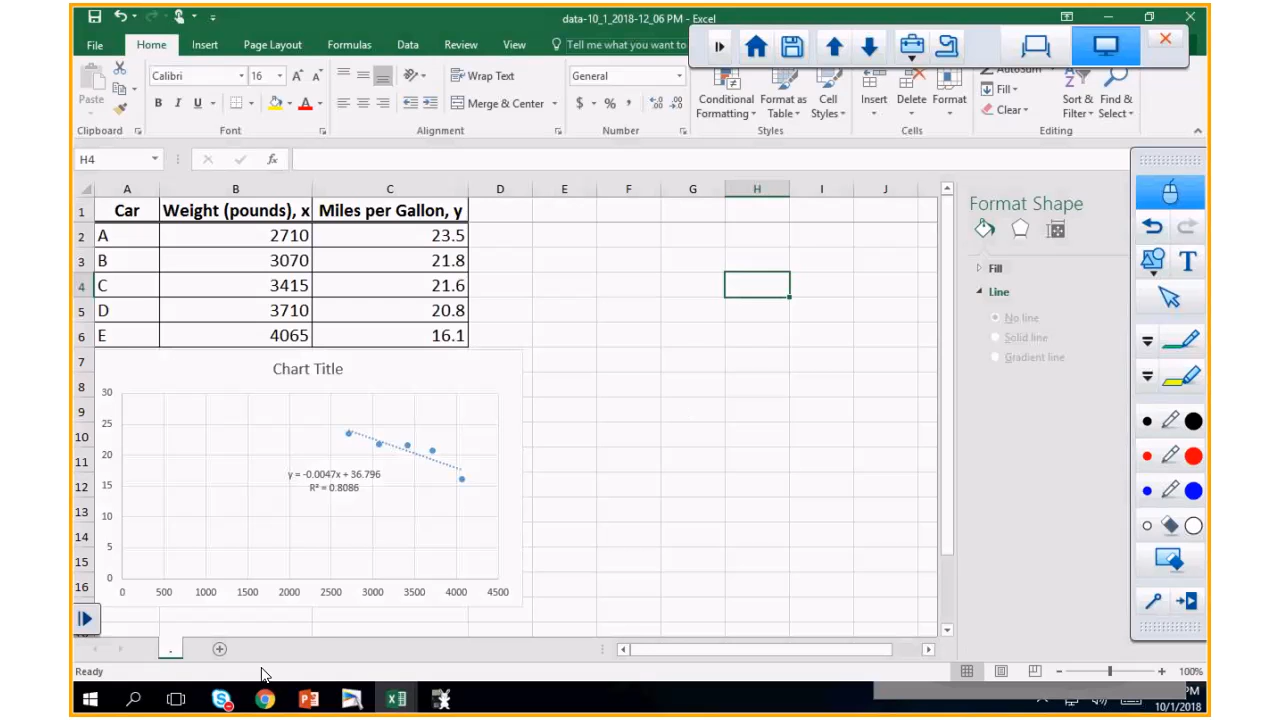 data-10_1_2018-12_06 PM - Excel
File Home Insert Page Layout Formulas Data Review View Tell me what you want to
Paste
Calibri 16
Wrap Text
General
B I U
Merge & Center
$ % ,
Conditional Formatting
Format as Table
Cell Styles
Insert
Delete
Format
AutoSum
Fill
Clear
Sort & Filter
Find & Select
Clipboard Font Alignment Number Styles Cells Editing
H4
fx
A B C D E F G H I J
1 Car Weight (pounds), x Miles per Gallon, y
2 A 2710 23.5
3 B 3070 21.8
4 C 3415 21.6
5 D 3710 20.8
6 E 4065 16.1
7
8
9
10
11
12
13
14
15
16
Chart Title
30
25
20
15
10
5
0
y = -0.0047x + 36.796
R² = 0.8086
0 500 1000 1500 2000 2500 3000 3500 4000 4500
Format Shape
Fill
Line
No line
Solid line
Gradient line
T
.
Ready
100%
PM
10/1/2018